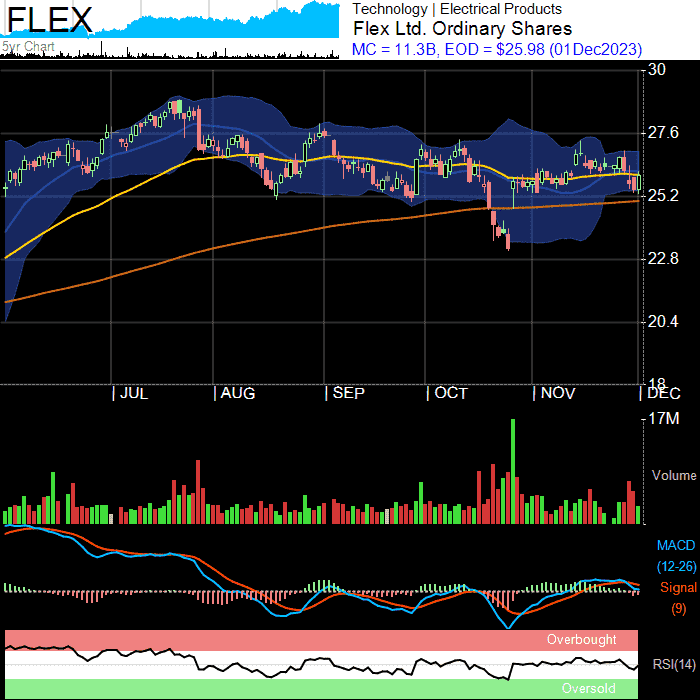 FLEX
5yr Chart
Technology | Electrical Products
Flex Ltd. Ordinary Shares
MC = 11.3B, EOD = $25.98 (01Dec2023)
30
27.6
25.2
22.8
20.4
18
JUL
AUG
SEP
OCT
NOV
DEC
17M
Volume
MACD
(12-26)
Signal
(9)
Overbought
RSI(14)
Oversold